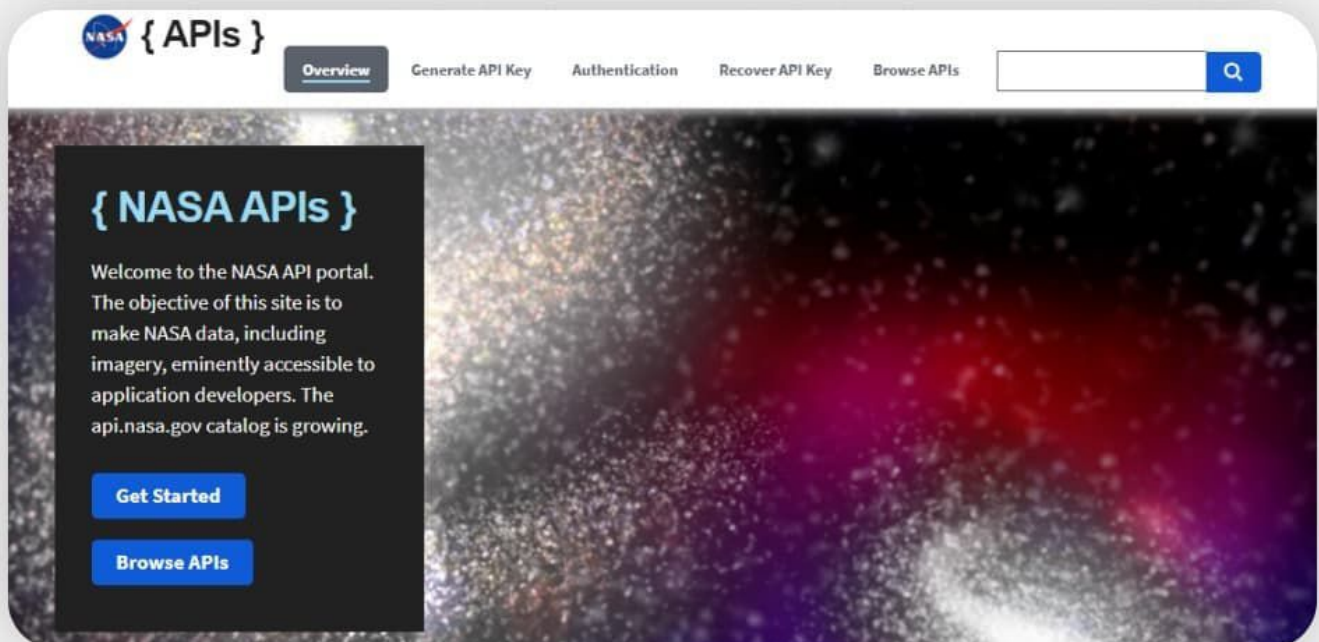 NASA
{ APIs }
Overview
Generate API Key
Authentication
Recover API Key
Browse APIs
{ NASA APIs }
Welcome to the NASA API portal.
The objective of this site is to
make NASA data, including
imagery, eminently accessible to
application developers. The
api.nasa.gov catalog is growing.
Get Started
Browse APIs